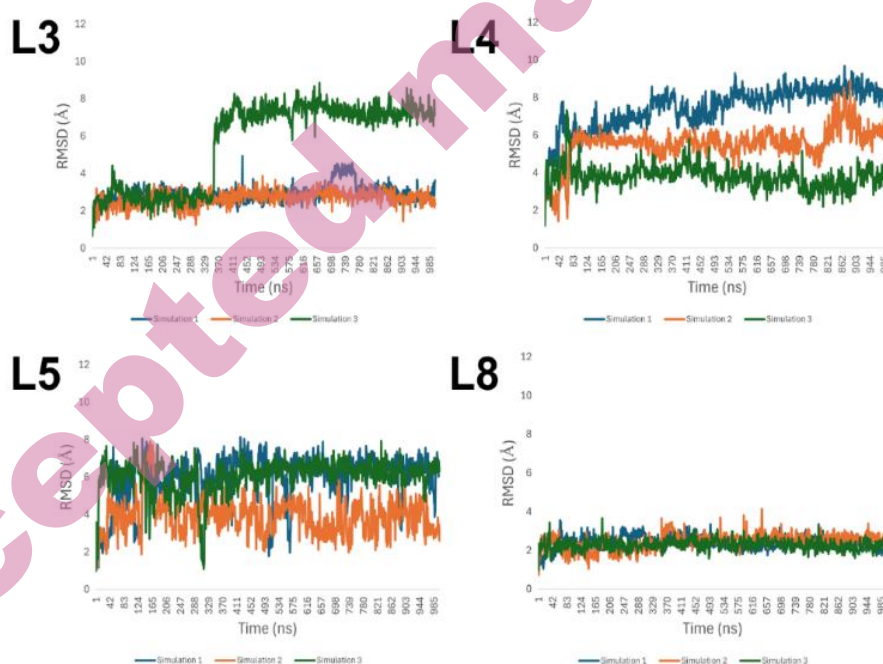 L3
12
10
8
6
4
2
0
RMSD (Å)
1 42 83 124 165 206 247 288 329 370 411 452 493 534 575 616 657 698 739 780 821 862 903 944 985
Time (ns)
Simulation 1 Simulation 2 Simulation 3
L4
12
10
8
6
4
2
0
RMSD (Å)
1 42 83 124 165 206 247 288 329 370 411 452 493 534 575 616 657 698 739 780 821 862 903 944 985
Time (ns)
Simulation 1 Simulation 2 Simulation 3
L5
12
10
8
6
4
2
0
RMSD (Å)
1 42 83 124 165 206 247 288 329 370 411 452 493 534 575 616 657 698 739 780 821 862 903 944 985
Time (ns)
Simulation 1 Simulation 2 Simulation 3
L8
12
10
8
6
4
2
0
RMSD (Å)
1 42 83 124 165 206 247 288 329 370 411 452 493 534 575 616 657 698 739 780 821 862 903 944 985
Time (ns)
Simulation 1 Simulation 2 Simulation 3
cepted ma